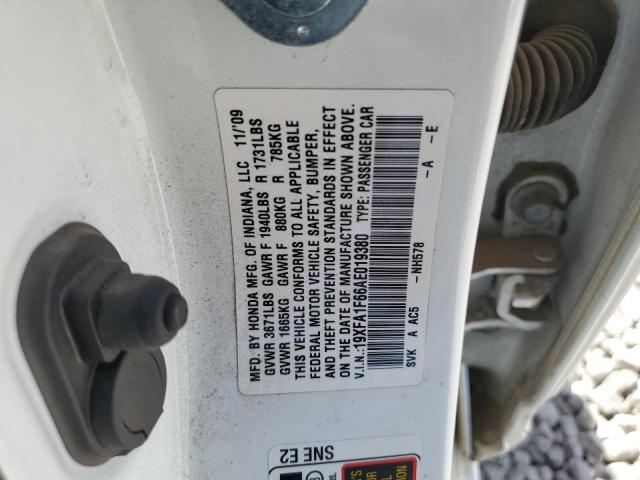 MFD. BY HONDA MFG. OF INDIANA, LLC 11/'09
GVWR 3671LBS GAWR F 1940LBS R 1731LBS
GVWR 1665KG GAWR F 880KG R 785KG
THIS VEHICLE CONFORMS TO ALL APPLICABLE
FEDERAL MOTOR VEHICLE SAFETY, BUMPER,
AND THEFT PREVENTION STANDARDS IN EFFECT
ON THE DATE OF MANUFACTURE SHOWN ABOVE.
V.I.N.:19XFA1F66AE019380 TYPE: PASSENGER CAR
SVK A AC5 -NH578 -A -E
SNE E2